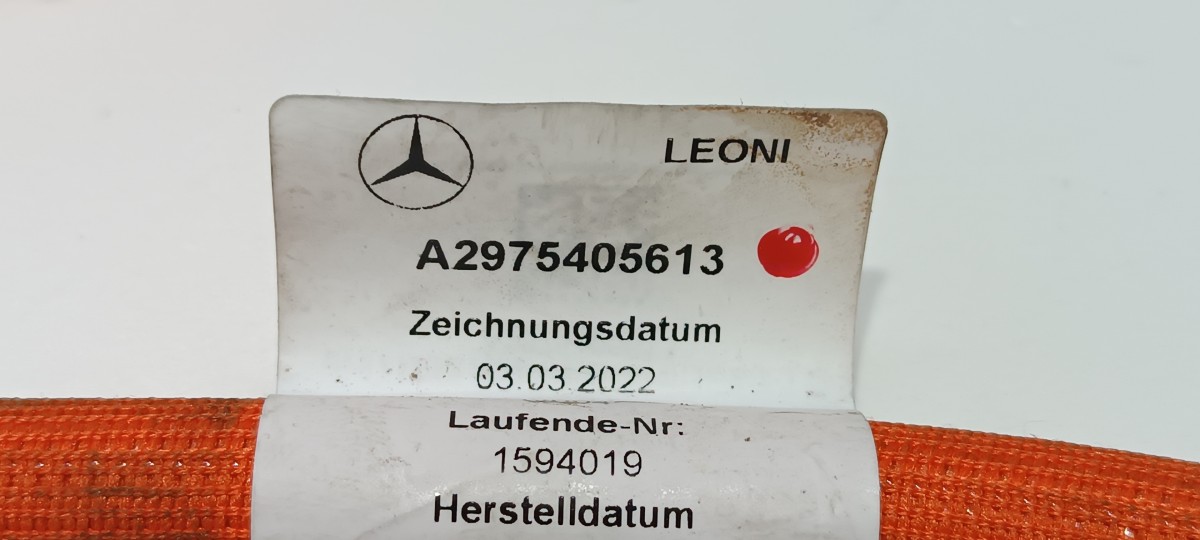 LEONI
A2975405613
Zeichnungsdatum
03.03.2022
Laufende-Nr:
1594019
Herstelldatum